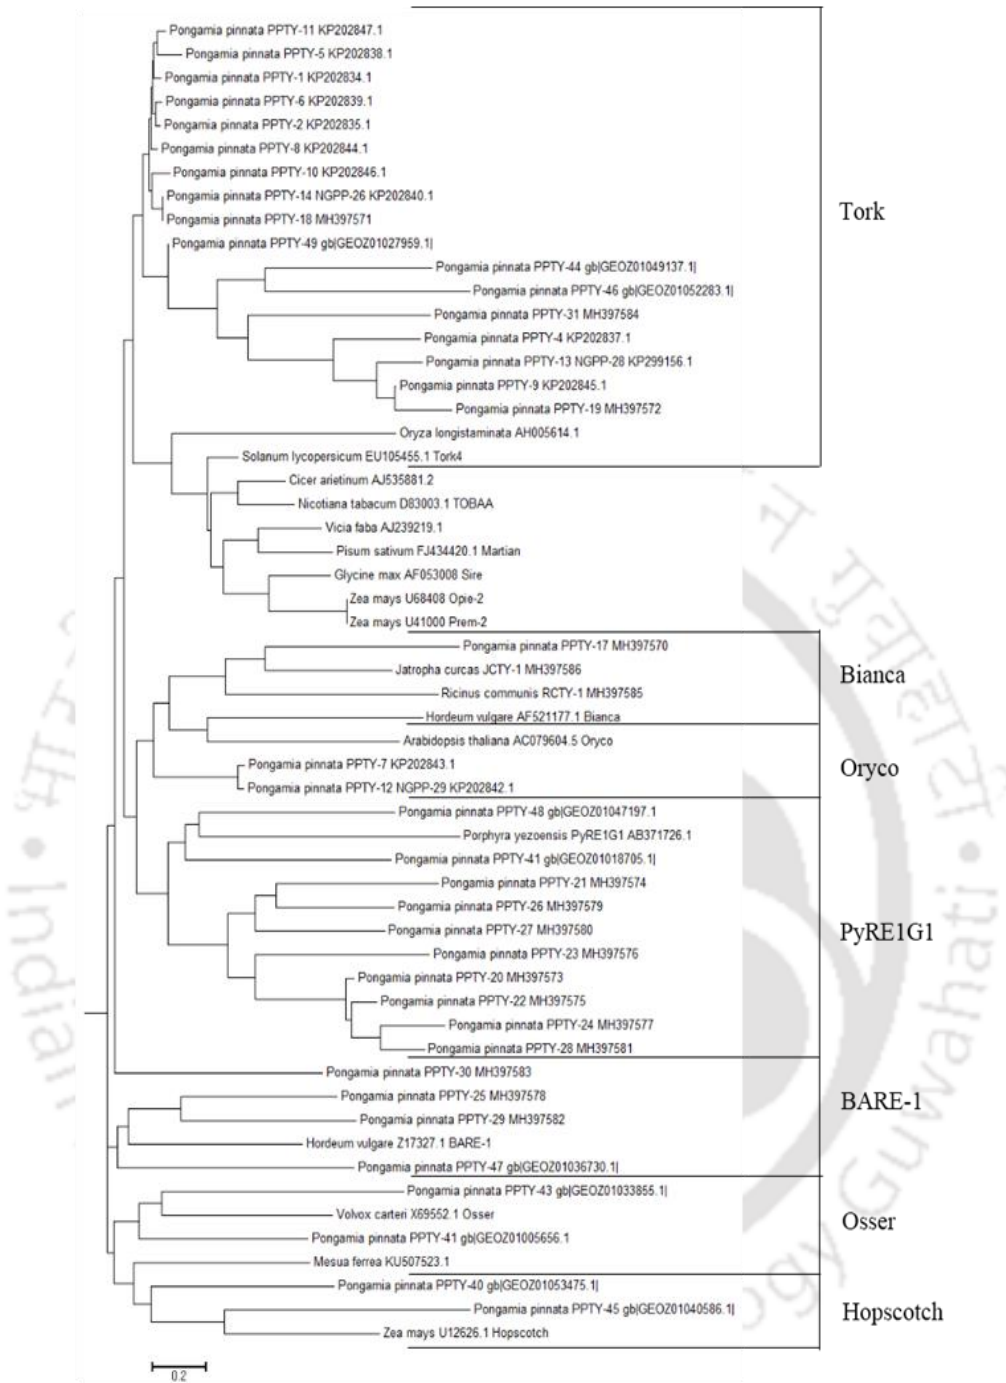 Pongamia pinnata PPTY-11 KP202847.1
Pongamia pinnata PPTY-5 KP202838.1
Pongamia pinnata PPTY-1 KP202834.1
Pongamia pinnata PPTY-6 KP202839.1
Pongamia pinnata PPTY-2 KP202835.1
Pongamia pinnata PPTY-8 KP202844.1
Pongamia pinnata PPTY-10 KP202846.1
Pongamia pinnata PPTY-14 NGPP-26 KP202840.1
Pongamia pinnata PPTY-18 MH397571
Tork
Pongamia pinnata PPTY-49 gb|GEOZ01027959.1|
Pongamia pinnata PPTY-44 gb|GEOZ01049137.1|
Pongamia pinnata PPTY-46 gb|GEOZ01052283.1|
Pongamia pinnata PPTY-31 MH397584
Pongamia pinnata PPTY-4 KP202837.1
Pongamia pinnata PPTY-13 NGPP-28 KP299156.1
Pongamia pinnata PPTY-9 KP202845.1
Pongamia pinnata PPTY-19 MH397572
Oryza longistaminata AH005614.1
Solanum lycopersicum EU105455.1 Tork4
Cicer arietinum AJ535881.2
Nicotiana tabacum D83003.1 TOBAA
Vicia faba AJ239219.1
Pisum sativum FJ434420.1 Martian
Glycine max AF053008 Sire
Zea mays U68408 Opie-2
Zea mays U41000 Prem-2
Pongamia pinnata PPTY-17 MH397570
Jatropha curcas JCTY-1 MH397586
Bianca
Ricinus communis RCTY-1 MH397585
Hordeum vulgare AF521177.1 Bianca
Arabidopsis thaliana AC079604.5 Oryco
Pongamia pinnata PPTY-7 KP202843.1
Oryco
Pongamia pinnata PPTY-12 NGPP-29 KP202842.1
Pongamia pinnata PPTY-48 gb|GEOZ01047197.1
Porphyra yezoensis PyRE1G1 AB371726.1
Pongamia pinnata PPTY-41 gb|GEOZ01018705.1|
Pongamia pinnata PPTY-21 MH397574
Pongamia pinnata PPTY-26 MH397579
Pongamia pinnata PPTY-27 MH397580
PyRE1G1
Pongamia pinnata PPTY-23 MH397576
Pongamia pinnata PPTY-20 MH397573
Pongamia pinnata PPTY-22 MH397575
Pongamia pinnata PPTY-24 MH397577
Pongamia pinnata PPTY-28 MH397581
Pongamia pinnata PPTY-30 MH397583
Pongamia pinnata PPTY-25 MH397578
BARE-1
Pongamia pinnata PPTY-29 MH397582
Hordeum vulgare Z17327.1 BARE-1
Pongamia pinnata PPTY-47 gb|GEOZ01036730.1|
Pongamia pinnata PPTY-43 gb|GEOZ01033855.1|
Volvox carteri X69552.1 Osser
Osser
Pongamia pinnata PPTY-41 gb|GEOZ01005656.1
Mesua ferrea KU507523.1
Pongamia pinnata PPTY-40 gb|GEOZ01053475.1|
Pongamia pinnata PPTY-45 gb|GEOZ01040586.1|
Hopscotch
Zea mays U12626.1 Hopscotch
0.2
Guwahati